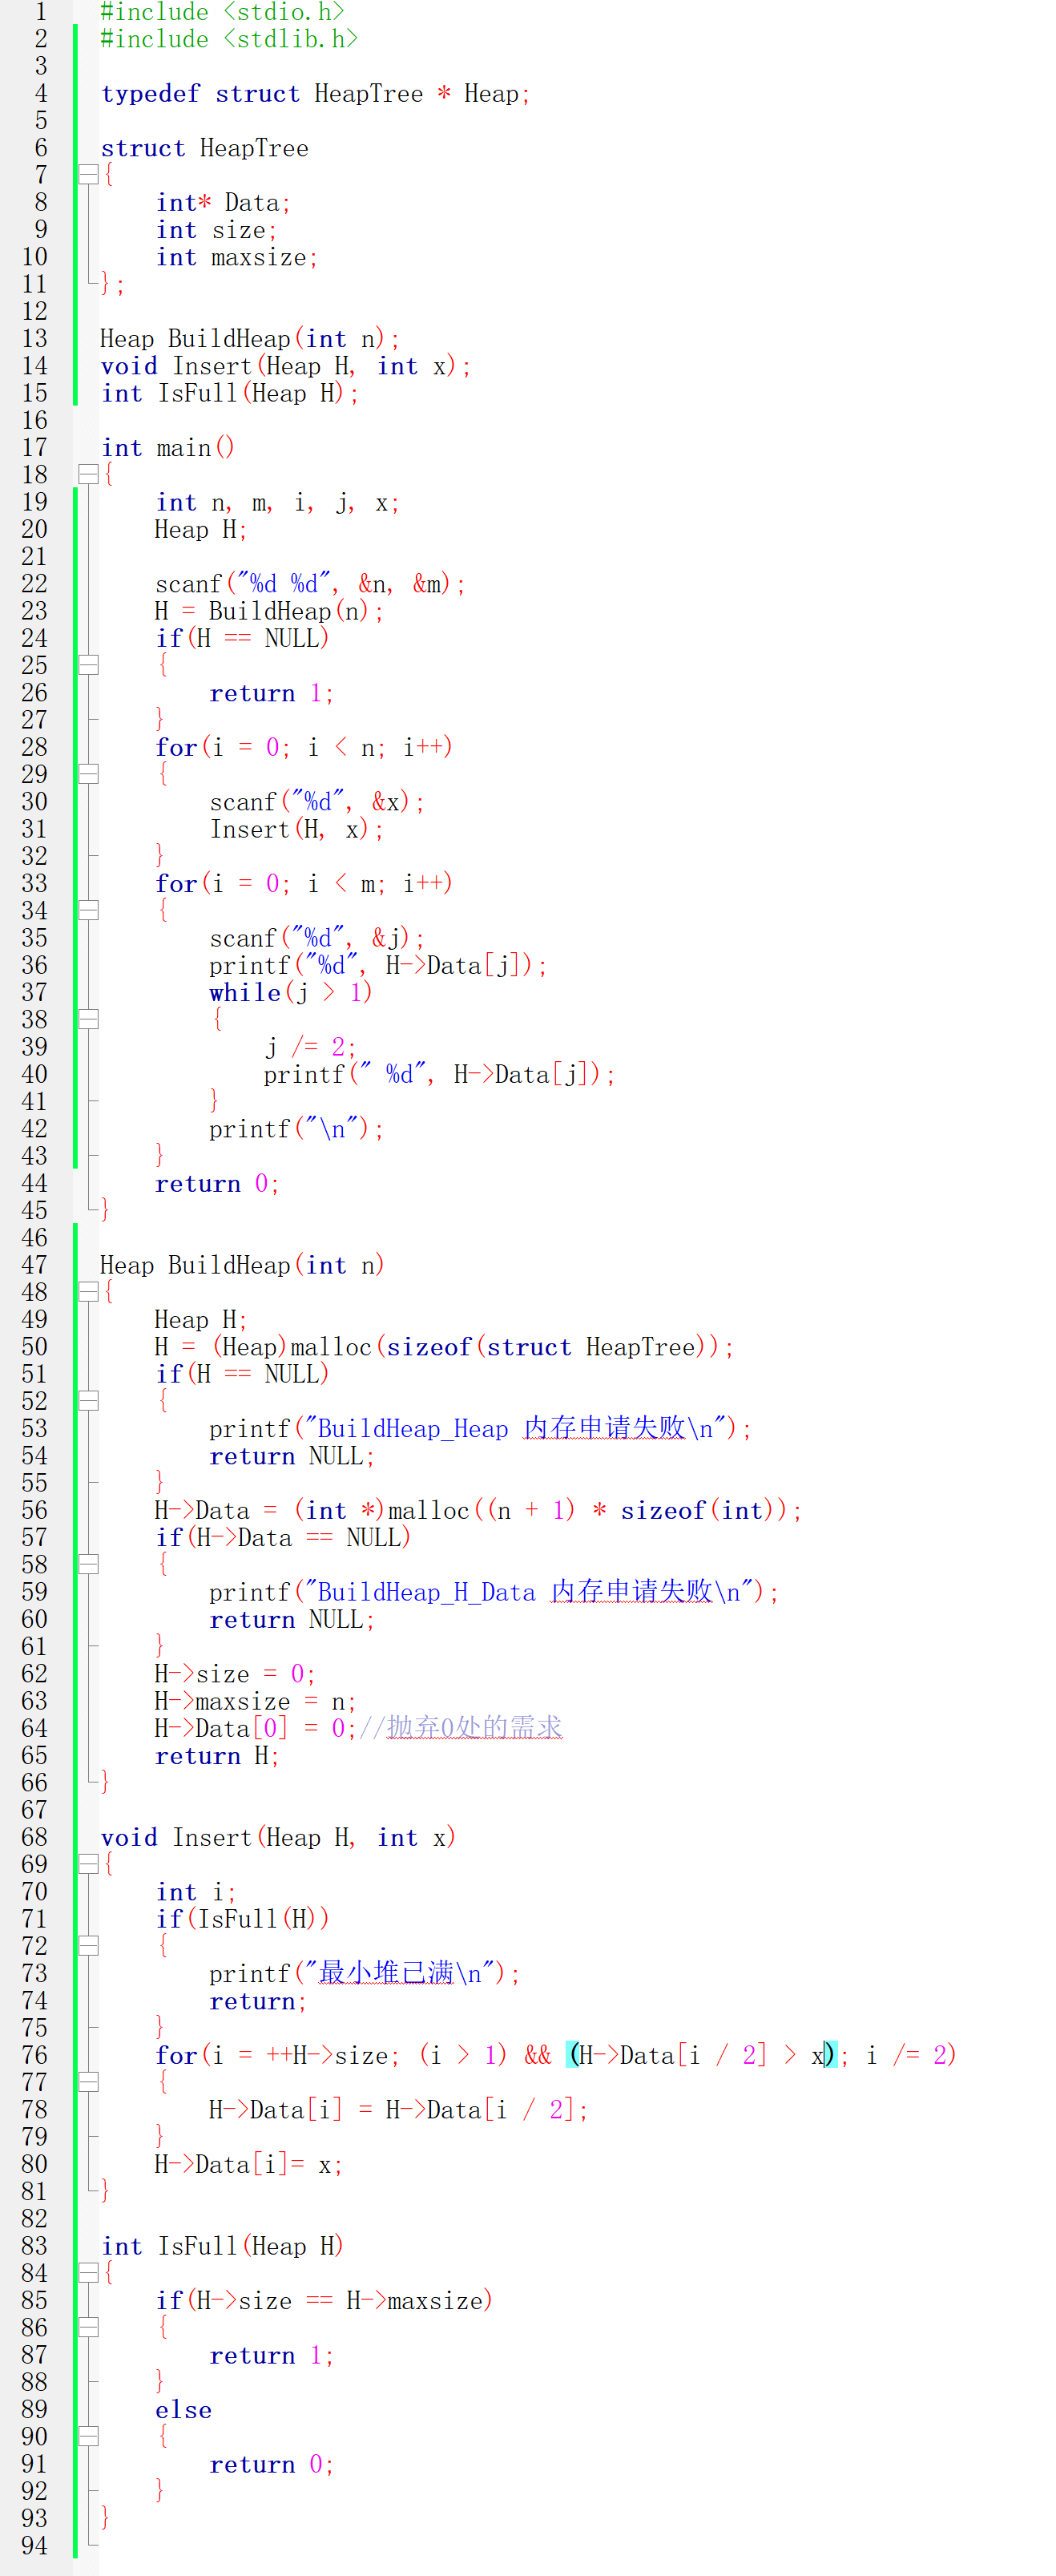 1 #include <stdio.h>
2 #include <stdlib.h>
3
4 typedef struct HeapTree * Heap;
5
6 struct HeapTree
7 {
8     int* Data;
9     int size;
10     int maxsize;
11 };
12
13 Heap BuildHeap(int n);
14 void Insert(Heap H, int x);
15 int IsFull(Heap H);
16
17 int main()
18 {
19     int n, m, i, j, x;
20     Heap H;
21
22     scanf("%d %d", &n, &m);
23     H = BuildHeap(n);
24     if(H == NULL)
25     {
26         return 1;
27     }
28     for(i = 0; i < n; i++)
29     {
30         scanf("%d", &x);
31         Insert(H, x);
32     }
33     for(i = 0; i < m; i++)
34     {
35         scanf("%d", &j);
36         printf("%d", H->Data[j]);
37         while(j > 1)
38         {
39             j /= 2;
40             printf(" %d", H->Data[j]);
41         }
42         printf("\n");
43     }
44     return 0;
45 }
46
47 Heap BuildHeap(int n)
48 {
49     Heap H;
50     H = (Heap)malloc(sizeof(struct HeapTree));
51     if(H == NULL)
52     {
53         printf("BuildHeap_Heap 内存申请失败\n");
54         return NULL;
55     }
56     H->Data = (int *)malloc((n + 1) * sizeof(int));
57     if(H->Data == NULL)
58     {
59         printf("BuildHeap_H_Data 内存申请失败\n");
60         return NULL;
61     }
62     H->size = 0;
63     H->maxsize = n;
64     H->Data[0] = 0;//抛弃0处的需求
65     return H;
66 }
67
68 void Insert(Heap H, int x)
69 {
70     int i;
71     if(IsFull(H))
72     {
73         printf("最小堆已满\n");
74         return;
75     }
76     for(i = ++H->size; (i > 1) && (H->Data[i / 2] > x); i /= 2)
77     {
78         H->Data[i] = H->Data[i / 2];
79     }
80     H->Data[i]= x;
81 }
82
83 int IsFull(Heap H)
84 {
85     if(H->size == H->maxsize)
86     {
87         return 1;
88     }
89     else
90     {
91         return 0;
92     }
93 }
94